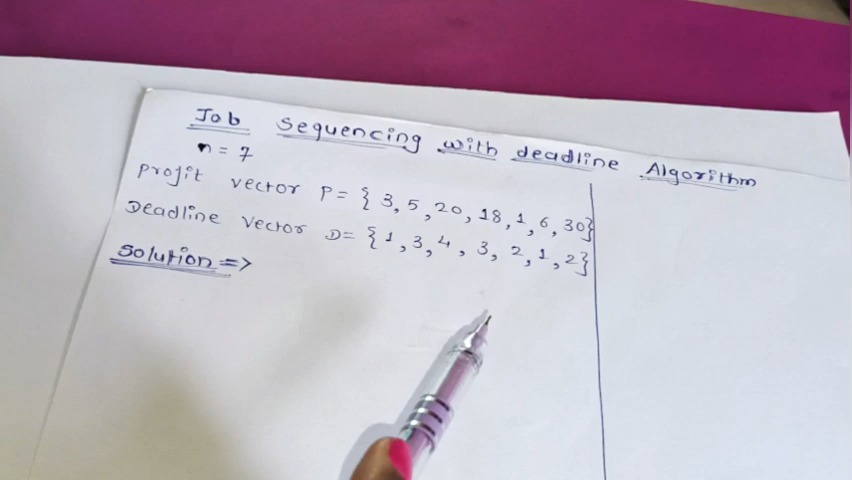 Job Sequencing with deadline Algorithm
n = 7
Profit vector P = { 3, 5, 20, 18, 1, 6, 30}
Deadline vector D = { 1, 3, 4, 3, 2, 1, 2}
Solution =>